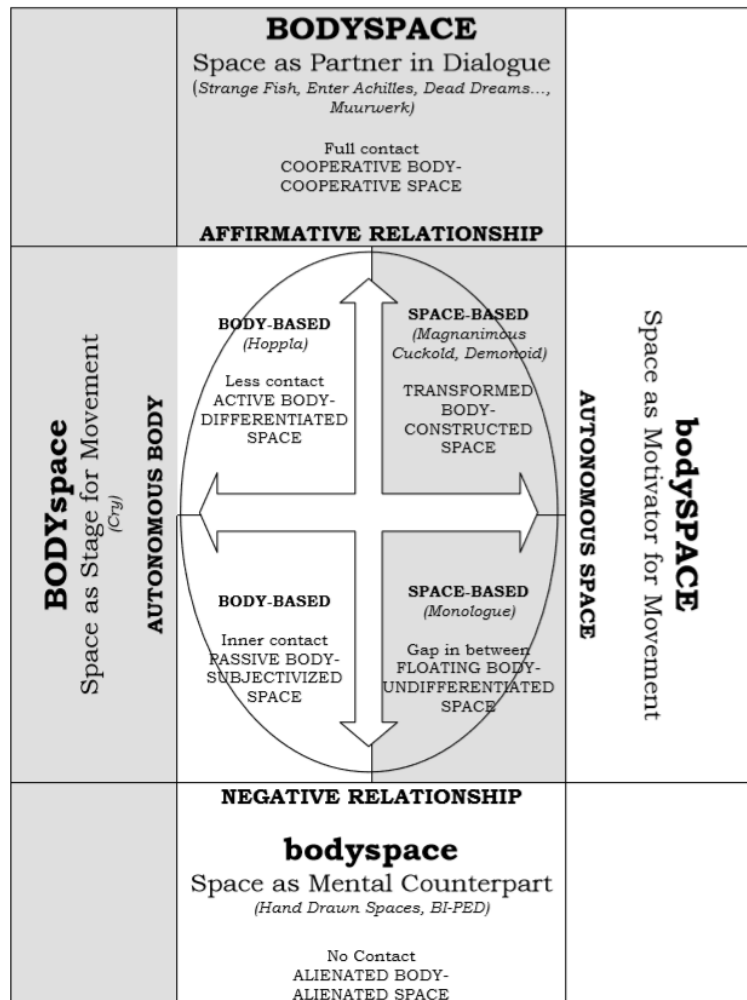 BODYSPACE
Space as Partner in Dialogue
(Strange Fish, Enter Achilles, Dead Dreams...,
Muurwerk)
Full contact
COOPERATIVE BODY-
COOPERATIVE SPACE
AFFIRMATIVE RELATIONSHIP
BODYspace
Space as Stage for Movement
(Cry)
AUTONOMOUS BODY
BODY-BASED
(Hoppla)
Less contact
ACTIVE BODY-
DIFFERENTIATED
SPACE
SPACE-BASED
(Magnanimous
Cuckold, Demonoid)
TRANSFORMED
BODY-
CONSTRUCTED
SPACE
BODY-BASED
Inner contact
PASSIVE BODY-
SUBJECTIVIZED
SPACE
SPACE-BASED
(Monologue)
Gap in between
FLOATING BODY-
UNDIFFERENTIATED
SPACE
AUTONOMOUS SPACE
Space as Motivator for Movement
bodySPACE
NEGATIVE RELATIONSHIP
bodyspace
Space as Mental Counterpart
(Hand Drawn Spaces, BI-PED)
No Contact
ALIENATED BODY-
ALIENATED SPACE